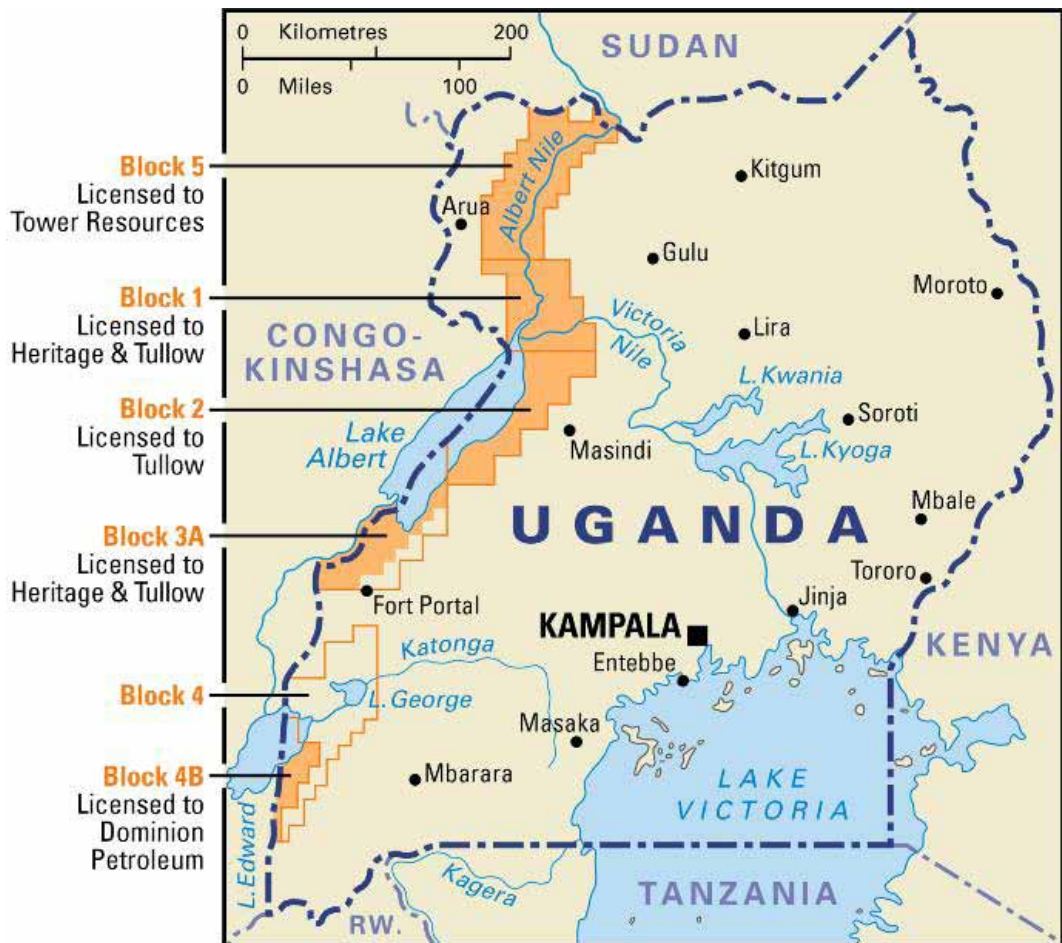 0 Kilometres 200
0 Miles 100
SUDAN
Block 5
Licensed to
Tower Resources
Albert Nile
Kitgum
Arua
Gulu
Moroto
Block 1
Licensed to
Heritage & Tullow
CONGO-
KINSHASA
Victoria
Nile
Lira
L. Kwania
Block 2
Licensed to
Tullow
Lake
Albert
Masindi
Soroti
L. Kyoga
UGANDA
Mbale
Block 3A
Licensed to
Heritage & Tullow
Fort Portal
Tororo
Jinja
KAMPALA
KENYA
Katonga
Entebbe
Block 4
L. George
Masaka
Block 4B
Licensed to
Dominion
Petroleum
Mbarara
LAKE
VICTORIA
L. Edward
Kagera
TANZANIA
RW.